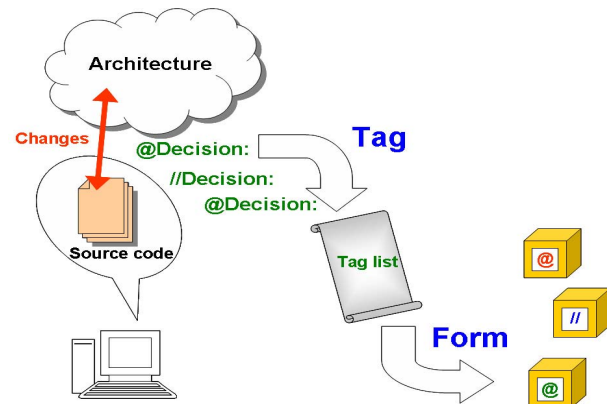 Architecture
Changes
@Decision:
//Decision:
@Decision:
Tag
Source code
Tag list
Form
@
//
@